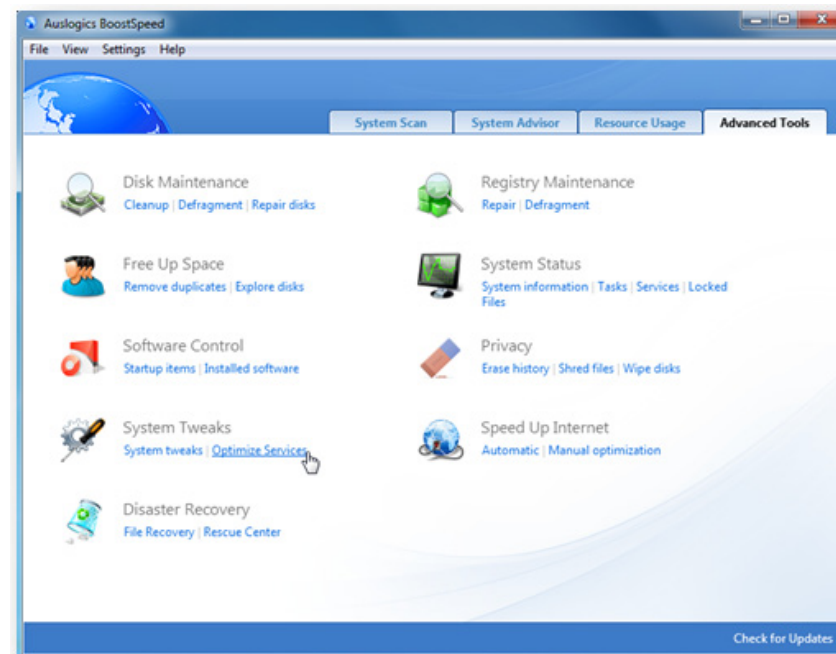 Auslogics BoostSpeed
File View Settings Help
System Scan System Advisor Resource Usage Advanced Tools
Disk Maintenance
Cleanup | Defragment | Repair disks
Registry Maintenance
Repair | Defragment
Free Up Space
Remove duplicates | Explore disks
System Status
System information | Tasks | Services | Locked
Files
Software Control
Startup items | Installed software
Privacy
Erase history | Shred files | Wipe disks
System Tweaks
System tweaks | Optimize Services
Speed Up Internet
Automatic | Manual optimization
Disaster Recovery
File Recovery | Rescue Center
Check for Updates